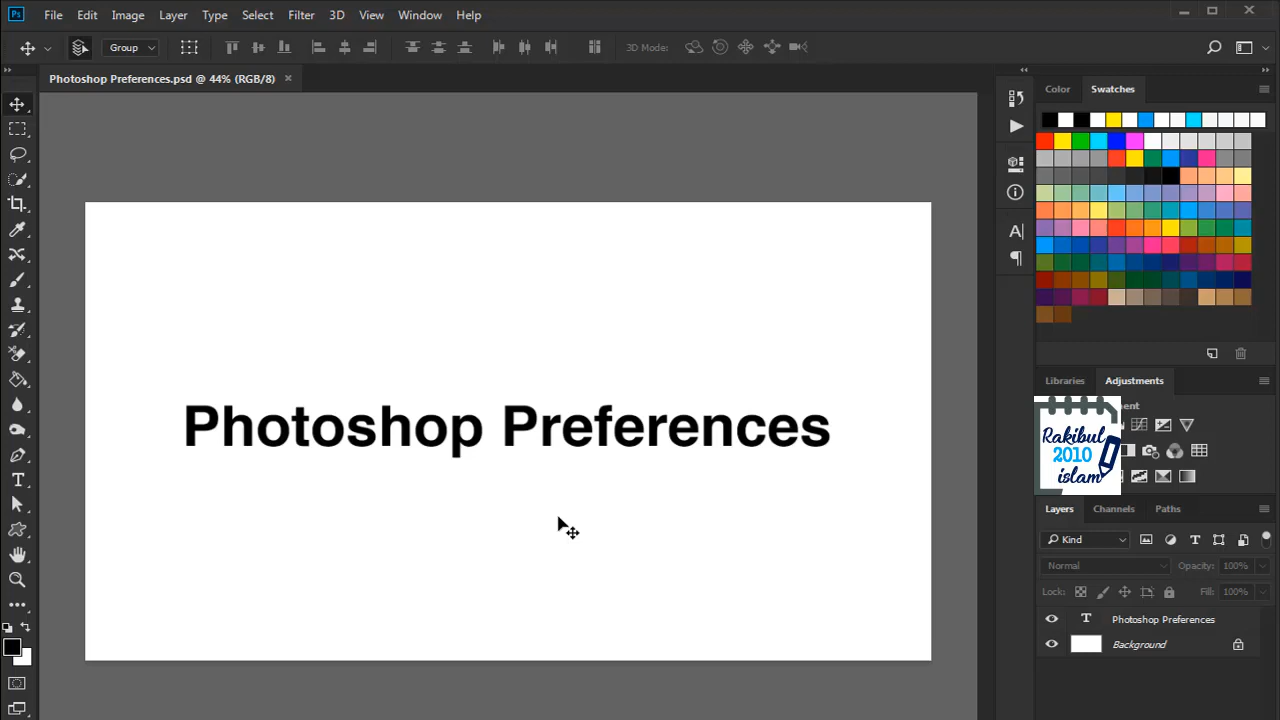 Ps File Edit Image Layer Type Select Filter 3D View Window Help
Group 3D Mode:
Photoshop Preferences.psd @ 44% (RGB/8) ×
Color Swatches
Photoshop Preferences
Libraries Adjustments
ment
Rakibul
2010
islam
Layers Channels Paths
Kind
Normal Opacity: 100%
Lock: Fill: 100%
T Photoshop Preferences
Background